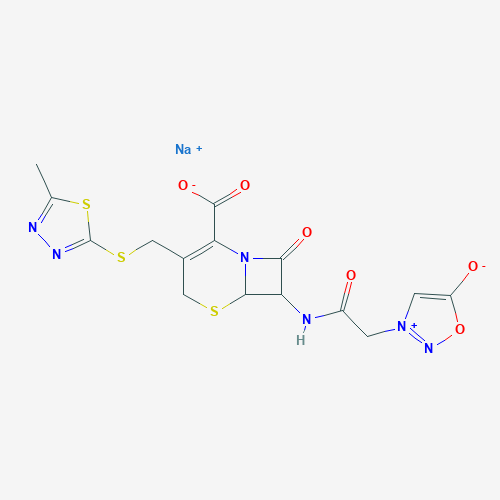 Na +
O - O
S
N
N S
N O
O O -
S N H N + N O